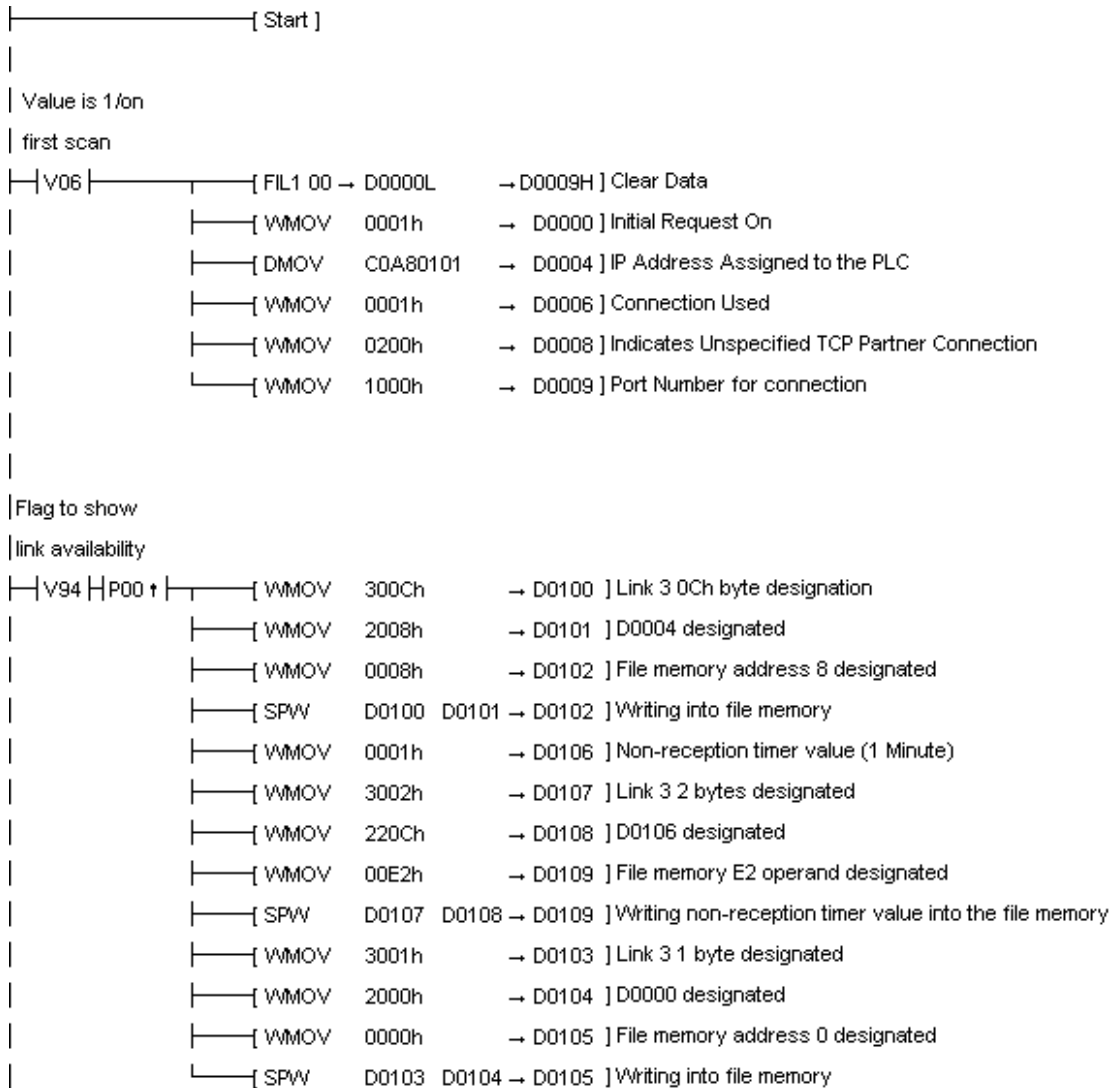 [ Start ]
Value is 1/on
first scan
V06 [ FIL1 00 → D0000L → D0009H ] Clear Data
[ WMOV 0001h → D0000 ] Initial Request On
[ DMOV C0A80101 → D0004 ] IP Address Assigned to the PLC
[ WMOV 0001h → D0006 ] Connection Used
[ WMOV 0200h → D0008 ] Indicates Unspecified TCP Partner Connection
[ WMOV 1000h → D0009 ] Port Number for connection
Flag to show
link availability
V94 P00 ↑ [ WMOV 300Ch → D0100 ] Link 3 0Ch byte designation
[ WMOV 2008h → D0101 ] D0004 designated
[ WMOV 0008h → D0102 ] File memory address 8 designated
[ SPW D0100 D0101 → D0102 ] Writing into file memory
[ WMOV 0001h → D0106 ] Non-reception timer value (1 Minute)
[ WMOV 3002h → D0107 ] Link 3 2 bytes designated
[ WMOV 220Ch → D0108 ] D0106 designated
[ WMOV 00E2h → D0109 ] File memory E2 operand designated
[ SPW D0107 D0108 → D0109 ] Writing non-reception timer value into the file memory
[ WMOV 3001h → D0103 ] Link 3 1 byte designated
[ WMOV 2000h → D0104 ] D0000 designated
[ WMOV 0000h → D0105 ] File memory address 0 designated
[ SPW D0103 D0104 → D0105 ] Writing into file memory